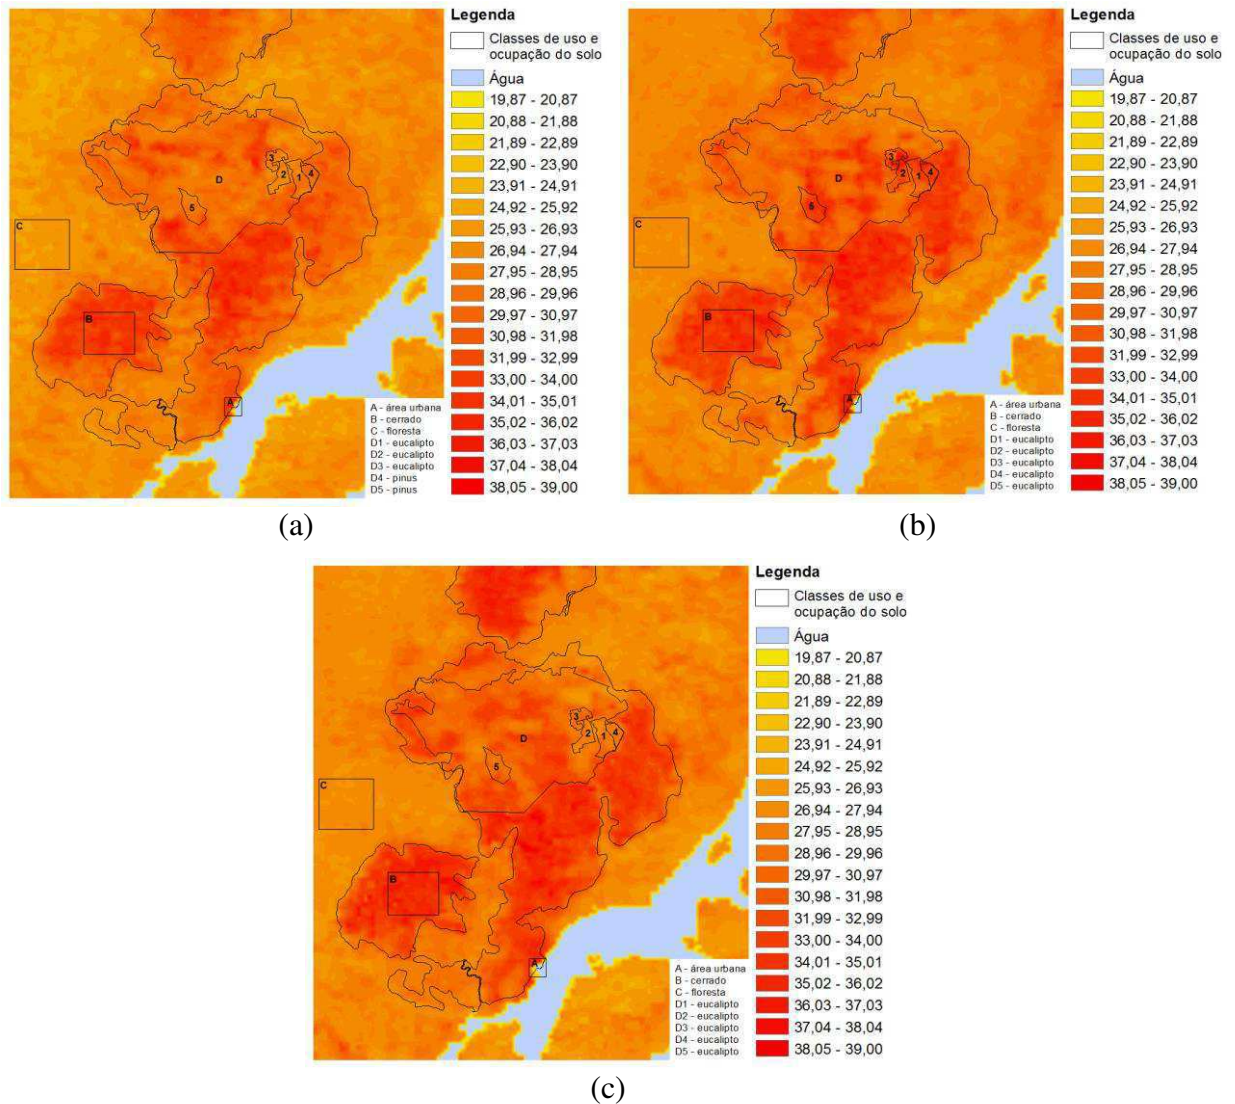 Legenda
Classes de uso e
ocupação do solo
Água
19,87 - 20,87
20,88 - 21,88
21,89 - 22,89
22,90 - 23,90
23,91 - 24,91
24,92 - 25,92
25,93 - 26,93
26,94 - 27,94
27,95 - 28,95
28,96 - 29,96
29,97 - 30,97
30,98 - 31,98
31,99 - 32,99
33,00 - 34,00
34,01 - 35,01
35,02 - 36,02
36,03 - 37,03
37,04 - 38,04
38,05 - 39,00
3
2
1
4
D
5
C
B
A
A - área urbana
B - cerrado
C - floresta
D1 - eucalipto
D2 - eucalipto
D3 - eucalipto
D4 - pinus
D5 - pinus
(a)
Legenda
Classes de uso e
ocupação do solo
Água
19,87 - 20,87
20,88 - 21,88
21,89 - 22,89
22,90 - 23,90
23,91 - 24,91
24,92 - 25,92
25,93 - 26,93
26,94 - 27,94
27,95 - 28,95
28,96 - 29,96
29,97 - 30,97
30,98 - 31,98
31,99 - 32,99
33,00 - 34,00
34,01 - 35,01
35,02 - 36,02
36,03 - 37,03
37,04 - 38,04
38,05 - 39,00
3
2
1
4
D
5
C
B
A
A - área urbana
B - cerrado
C - floresta
D1 - eucalipto
D2 - eucalipto
D3 - eucalipto
D4 - eucalipto
D5 - eucalipto
(b)
Legenda
Classes de uso e
ocupação do solo
Água
19,87 - 20,87
20,88 - 21,88
21,89 - 22,89
22,90 - 23,90
23,91 - 24,91
24,92 - 25,92
25,93 - 26,93
26,94 - 27,94
27,95 - 28,95
28,96 - 29,96
29,97 - 30,97
30,98 - 31,98
31,99 - 32,99
33,00 - 34,00
34,01 - 35,01
35,02 - 36,02
36,03 - 37,03
37,04 - 38,04
38,05 - 39,00
3
2
1
4
D
5
C
B
A
A - área urbana
B - cerrado
C - floresta
D1 - eucalipto
D2 - eucalipto
D3 - eucalipto
D4 - eucalipto
D5 - eucalipto
(c)